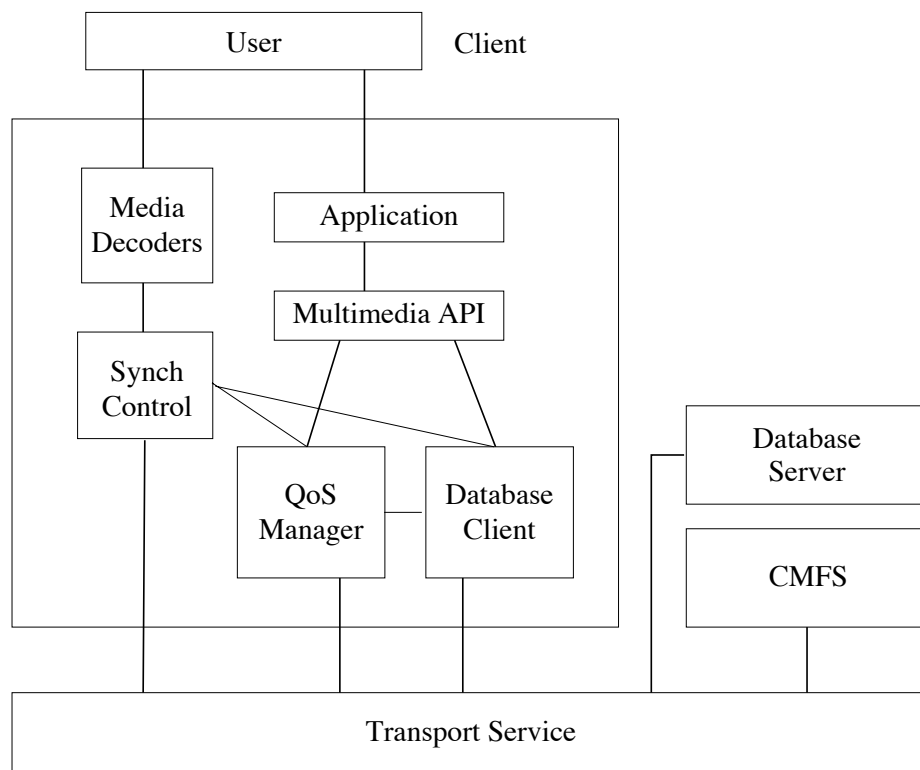 User
Client
Media
Decoders
Application
Multimedia API
Synch
Control
QoS
Manager
Database
Client
Database
Server
CMFS
Transport Service